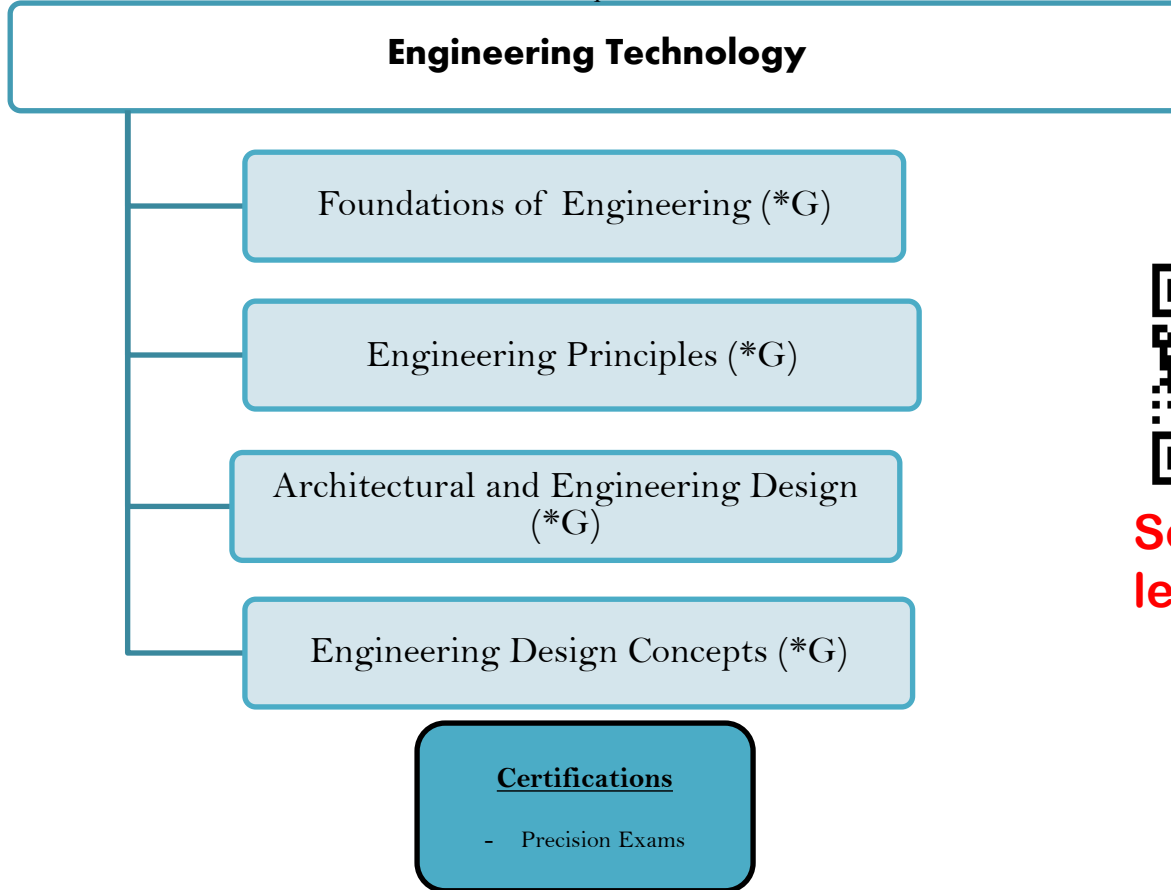 Engineering Technology
Foundations of Engineering (*G)
Engineering Principles (*G)
Architectural and Engineering Design
(*G)
Engineering Design Concepts (*G)
Certifications
- Precision Exams